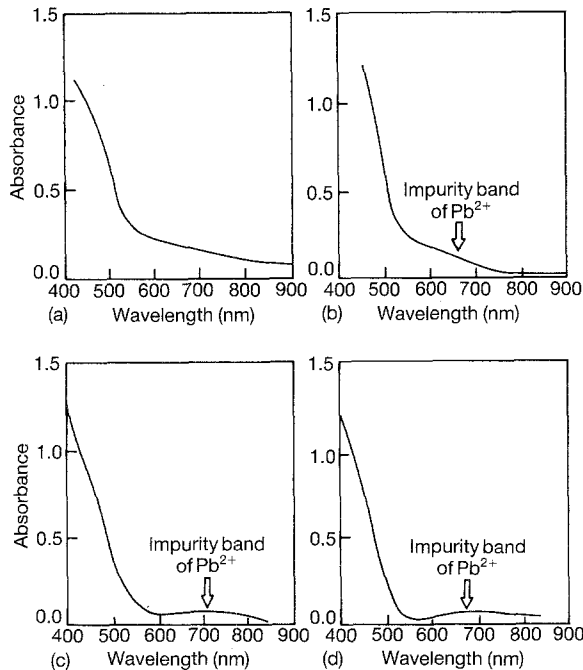 1.5
1.0
0.5
0.0
Absorbance
400 500 600 700 800 900
(a) Wavelength (nm)
1.5
1.0
0.5
0.0
Impurity band
of Pb²⁺
400 500 600 700 800 900
(b) Wavelength (nm)
1.5
1.0
0.5
0.0
Absorbance
Impurity band
of Pb²⁺
400 500 600 700 800 900
(c) Wavelength (nm)
1.5
1.0
0.5
0.0
Impurity band
of Pb²⁺
400 500 600 700 800 900
(d) Wavelength (nm)